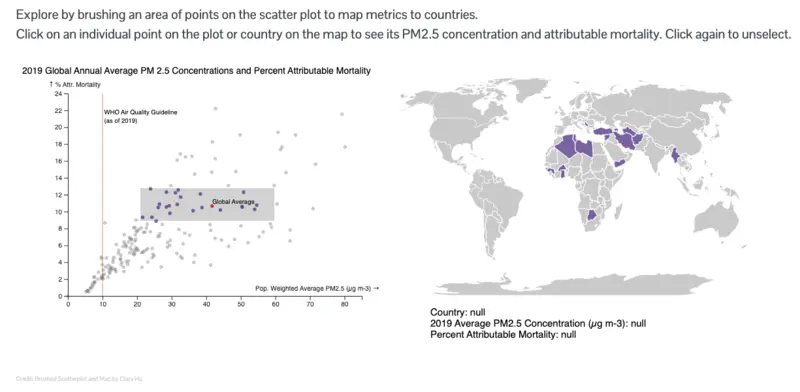 Explore by brushing an area of points on the scatter plot to map metrics to countries.
Click on an individual point on the plot or country on the map to see its PM2.5 concentration and attributable mortality. Click again to unselect.
2019 Global Annual Average PM 2.5 Concentrations and Percent Attributable Mortality
↑ % Attr. Mortality
24
22
20
18
16
14
12
10
8
6
4
2
0
WHO Air Quality Guideline
(as of 2019)
Global Average
Pop. Weighted Average PM2.5 (µg m-3) →
0 10 20 30 40 50 60 70 80
Country: null
2019 Average PM2.5 Concentration (µg m-3): null
Percent Attributable Mortality: null
Credit: Brushed Scatterplot and Map by Clara Hu.